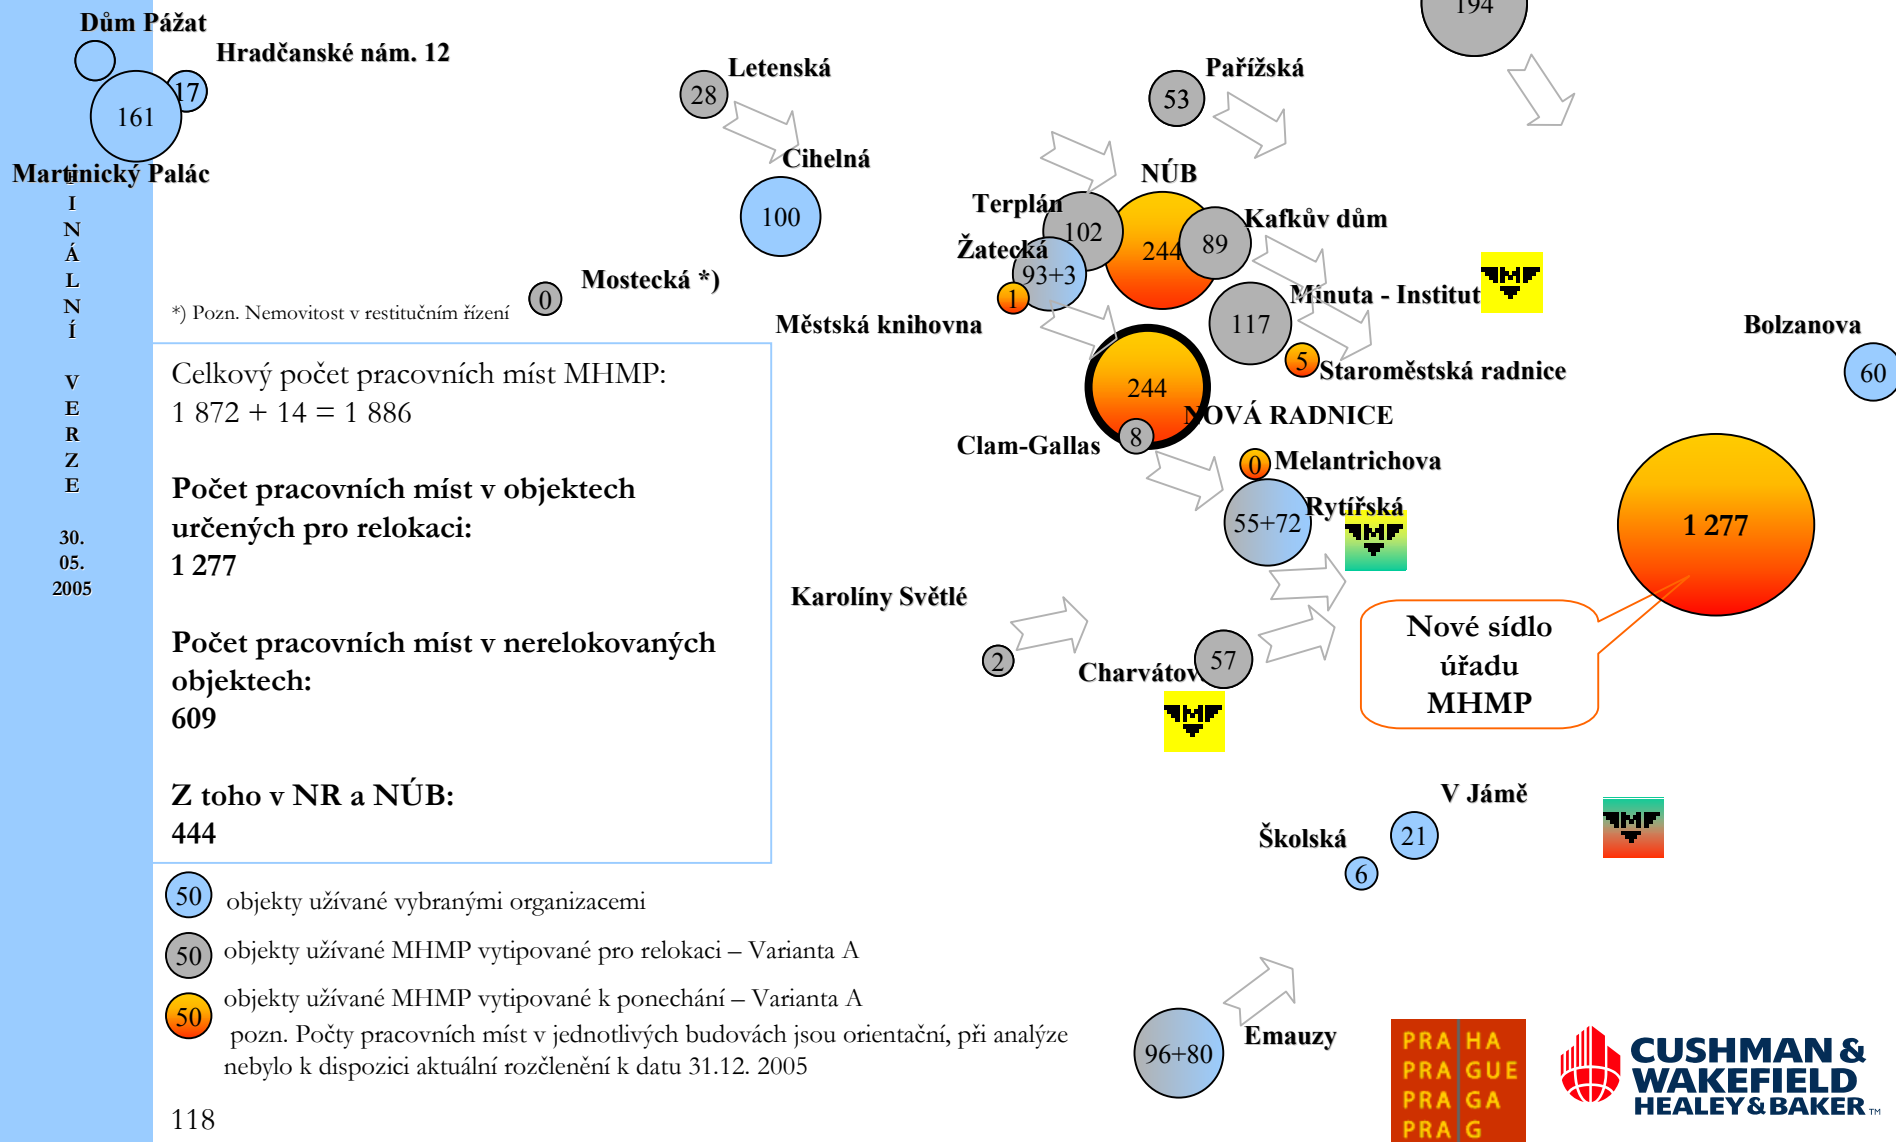 Dům Pážat
Hradčanské nám. 12
17
161
Martinický Palác
Letenská
28
Cihelná
100
Pařížská
53
194
NÚB
244
Terplán
102
Žatecká
93+3
1
Městská knihovna
Kafkův dům
89
Minuta - Institut
117
5
Staroměstská radnice
244
NOVÁ RADNICE
8
Clam-Gallas
0
Melantrichova
Rytířská
55+72
Bolzanova
60
1 277
Nové sídlo
úřadu
MHMP
Karolíny Světlé
2
Charvátov
57
V Jámě
21
Školská
6
Emauzy
96+80
Mostecká *)
0
*) Pozn. Nemovitost v restitučním řízení
FINÁLNÍ
VERZE
30.
05.
2005
Celkový počet pracovních míst MHMP:
1 872 + 14 = 1 886
Počet pracovních míst v objektech
určených pro relokaci:
1 277
Počet pracovních míst v nerelokovaných
objektech:
609
Z toho v NR a NÚB:
444
50 objekty užívané vybranými organizacemi
50 objekty užívané MHMP vytipované pro relokaci – Varianta A
50 objekty užívané MHMP vytipované k ponechání – Varianta A
pozn. Počty pracovních míst v jednotlivých budovách jsou orientační, při analýze
nebylo k dispozici aktuální rozčlenění k datu 31.12. 2005
118
PRA HA
PRA GUE
PRA GA
PRA G
CUSHMAN &
WAKEFIELD
HEALEY & BAKER TM